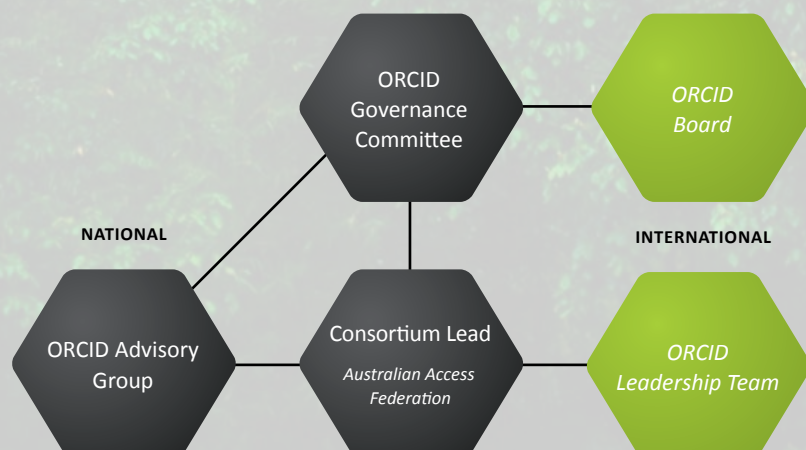 ORCID
Governance
Committee
ORCID
Board
NATIONAL
INTERNATIONAL
ORCID Advisory
Group
Consortium Lead
Australian Access
Federation
ORCID
Leadership Team